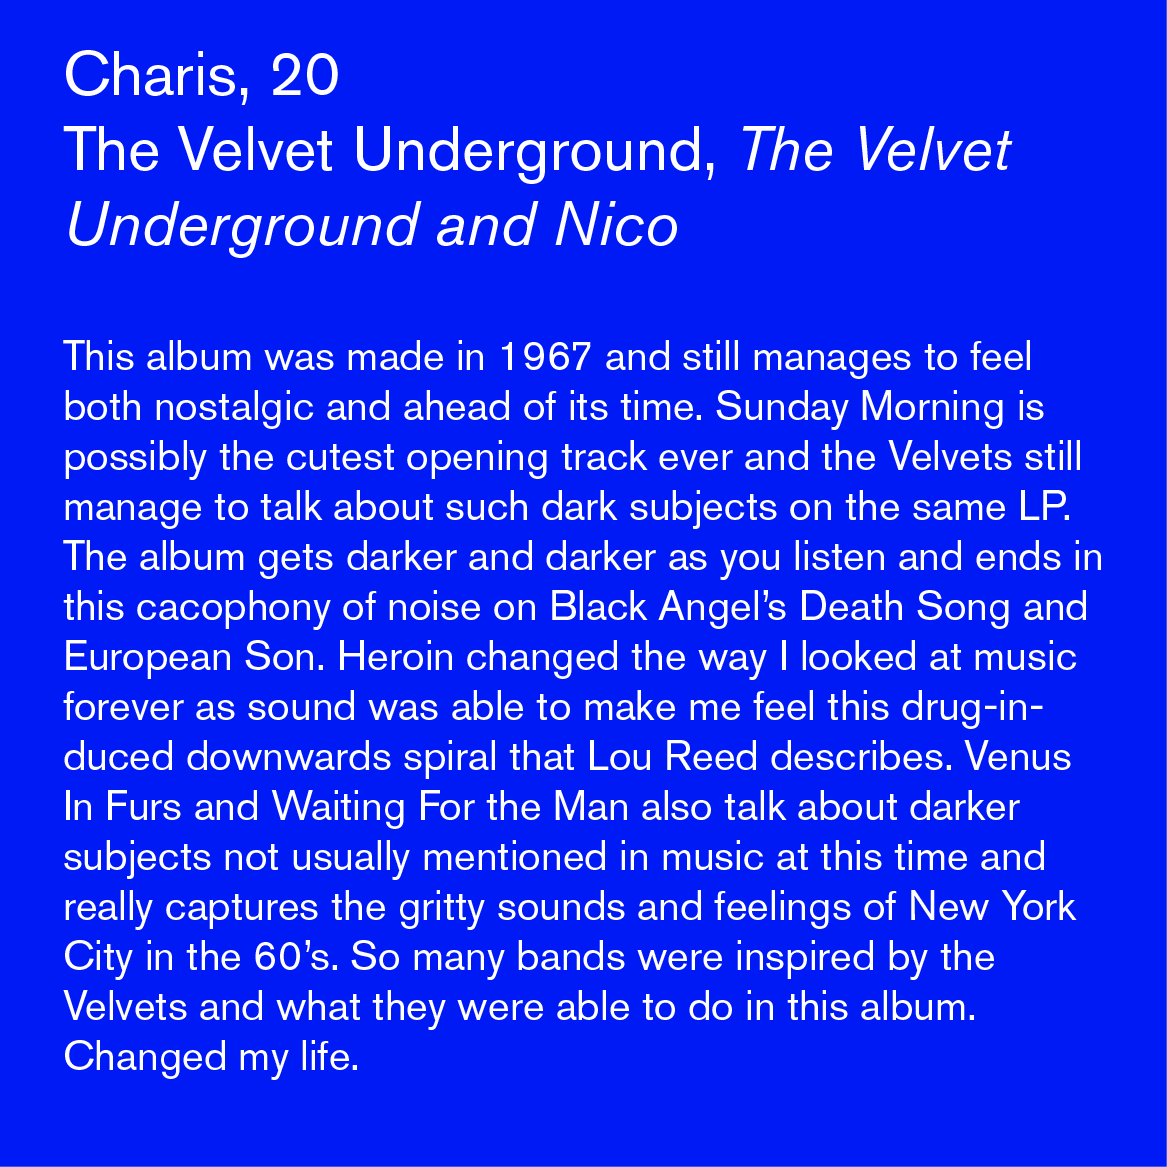 Charis, 20
The Velvet Underground, The Velvet
Underground and Nico
This album was made in 1967 and still manages to feel
both nostalgic and ahead of its time. Sunday Morning is
possibly the cutest opening track ever and the Velvets still
manage to talk about such dark subjects on the same LP.
The album gets darker and darker as you listen and ends in
this cacophony of noise on Black Angel’s Death Song and
European Son. Heroin changed the way I looked at music
forever as sound was able to make me feel this drug-in-
duced downwards spiral that Lou Reed describes. Venus
In Furs and Waiting For the Man also talk about darker
subjects not usually mentioned in music at this time and
really captures the gritty sounds and feelings of New York
City in the 60’s. So many bands were inspired by the
Velvets and what they were able to do in this album.
Changed my life.